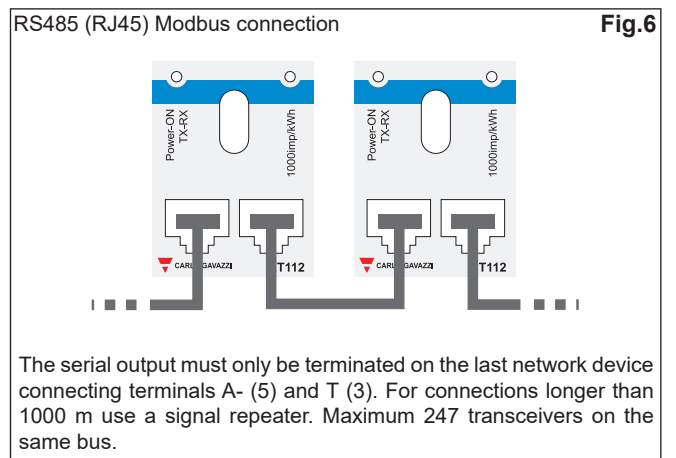 RS485 (RJ45) Modbus connection
Fig.6
Power-ON
TX-RX
1000imp/kWh
Power-ON
TX-RX
1000imp/kWh
GAVAZZI
T112
GAVAZZI
T112
The serial output must only be terminated on the last network device
connecting terminals A- (5) and T (3). For connections longer than
1000 m use a signal repeater. Maximum 247 transceivers on the
same bus.